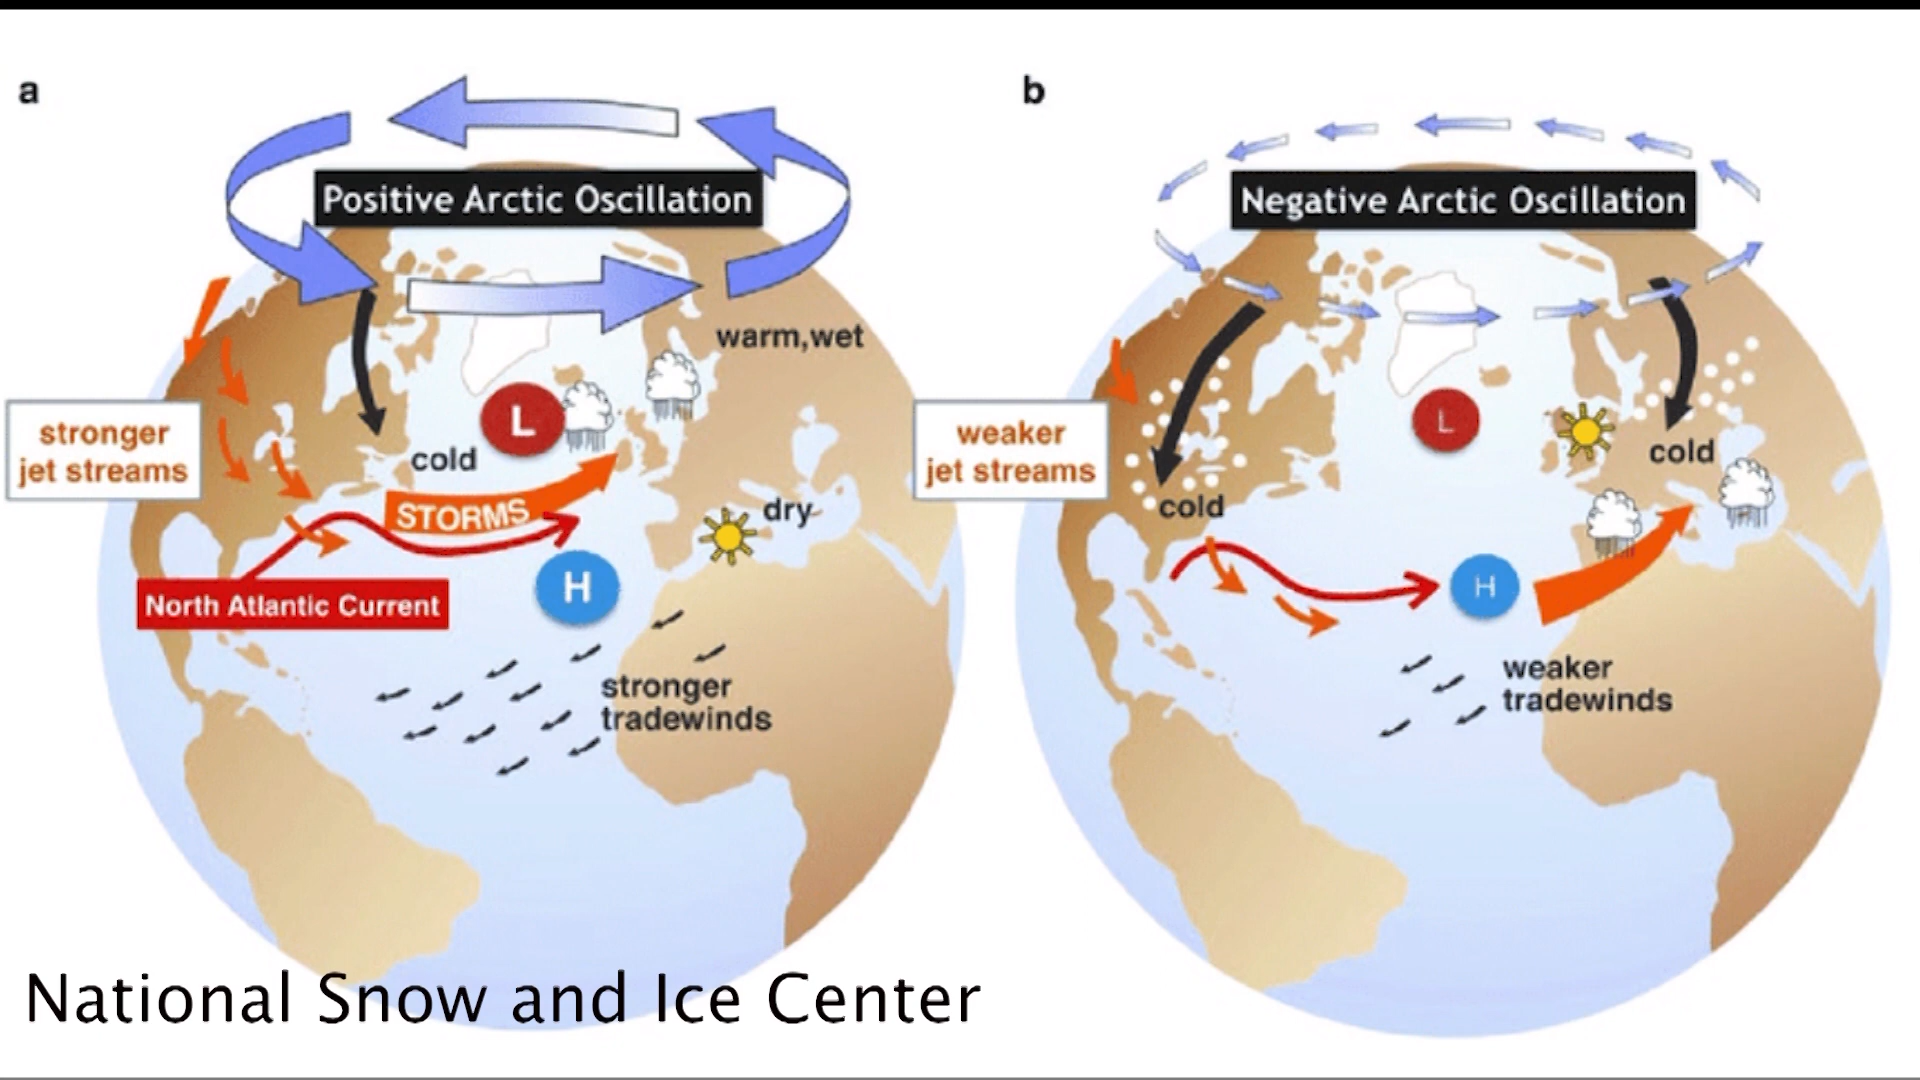 a
Positive Arctic Oscillation
warm,wet
stronger
jet streams
L
cold
STORMS
dry
H
North Atlantic Current
stronger
tradewinds
b
Negative Arctic Oscillation
weaker
jet streams
L
cold
cold
H
weaker
tradewinds
National Snow and Ice Center